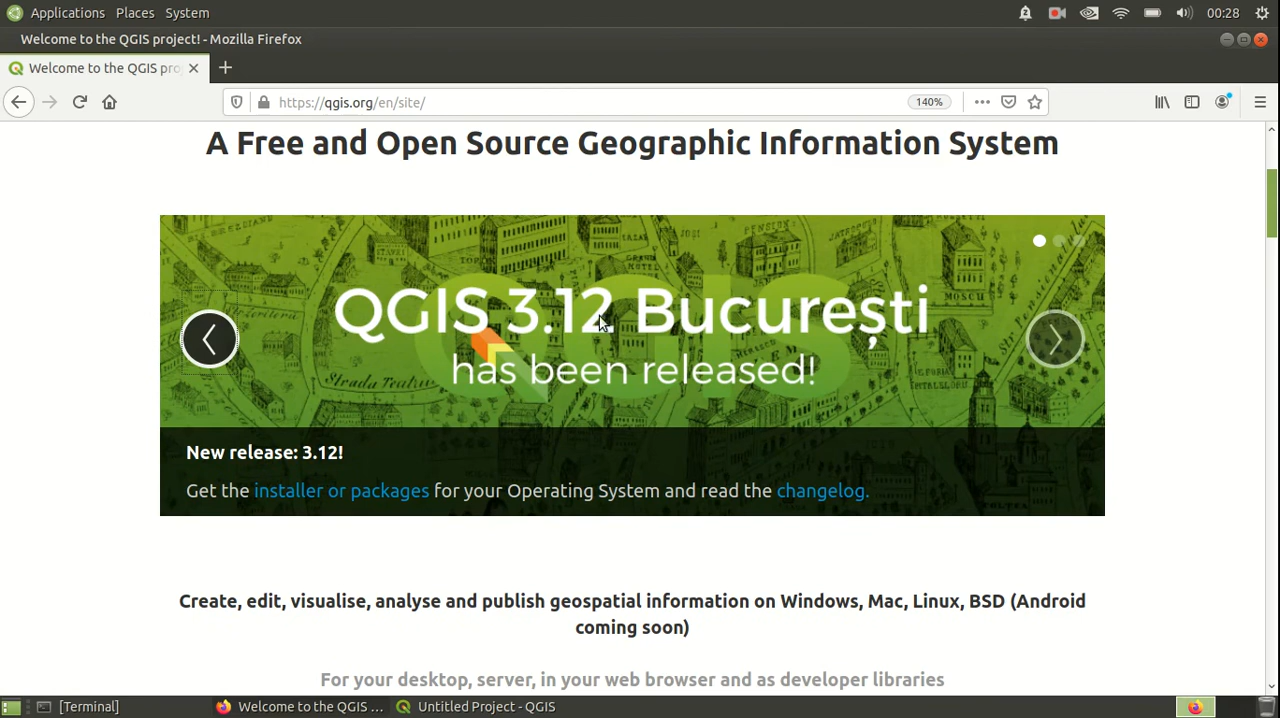 Applications Places System 00:28
Welcome to the QGIS project! - Mozilla Firefox
Welcome to the QGIS pro
https://qgis.org/en/site/ 140%
A Free and Open Source Geographic Information System
QGIS 3.12 București
has been released!
New release: 3.12!
Get the installer or packages for your Operating System and read the changelog.
Create, edit, visualise, analyse and publish geospatial information on Windows, Mac, Linux, BSD (Android
coming soon)
For your desktop, server, in your web browser and as developer libraries
[Terminal] Welcome to the QGIS ... Untitled Project - QGIS